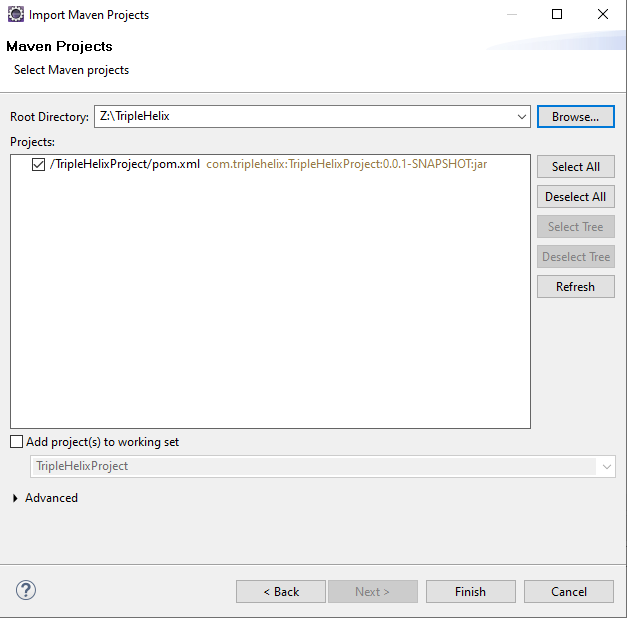 Import Maven Projects
Maven Projects
Select Maven projects
Root Directory: Z:\TripleHelix Browse...
Projects:
/TripleHelixProject/pom.xml com.triplehelix:TripleHelixProject:0.0.1-SNAPSHOT:jar
Select All
Deselect All
Select Tree
Deselect Tree
Refresh
Add project(s) to working set
TripleHelixProject
Advanced
? < Back Next > Finish Cancel